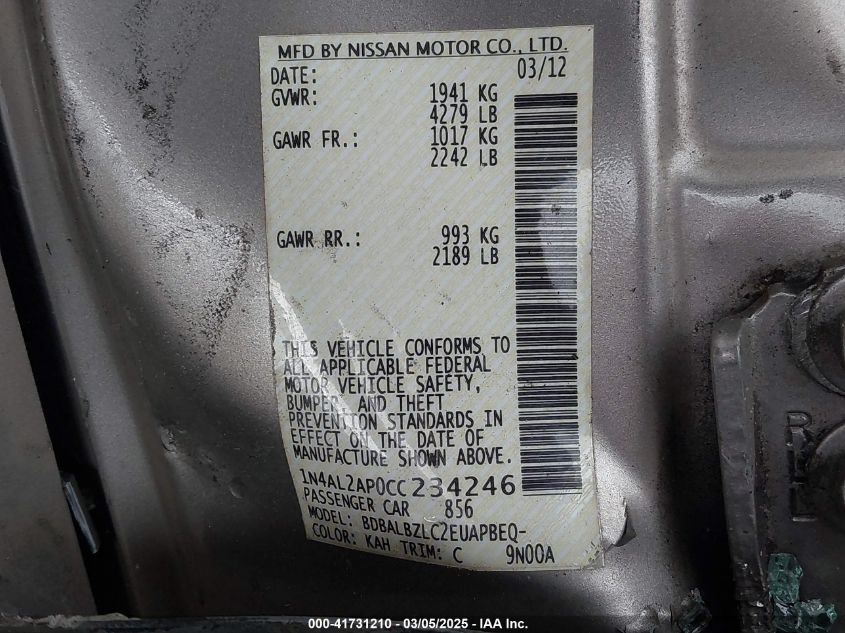 MFD BY NISSAN MOTOR CO., LTD.
DATE: 03/12
GVWR: 1941 KG
4279 LB
GAWR FR.: 1017 KG
2242 LB
GAWR RR.: 993 KG
2189 LB
THIS VEHICLE CONFORMS TO
ALL APPLICABLE FEDERAL
MOTOR VEHICLE SAFETY,
BUMPER, AND THEFT
PREVENTION STANDARDS IN
EFFECT ON THE DATE OF
MANUFACTURE SHOWN ABOVE.
1N4AL2AP0CC234246
PASSENGER CAR 856
MODEL: BDBALBZLC2EUAPBEQ-
COLOR: KAH TRIM: C 9N00A
000-41731210 - 03/05/2025 - IAA Inc.